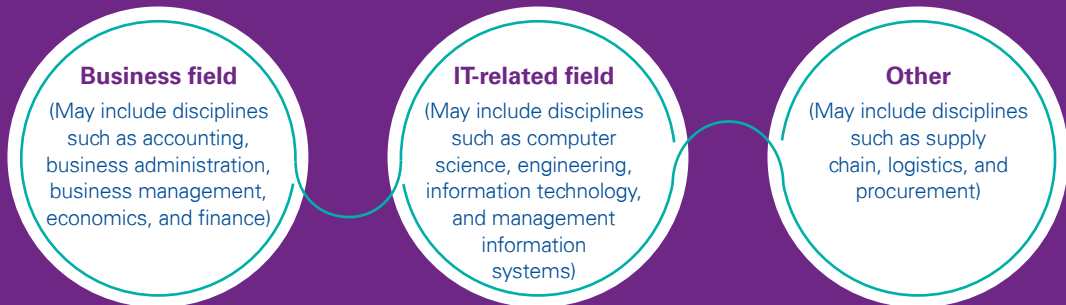 Business field
(May include disciplines
such as accounting,
business administration,
business management,
economics, and finance)
IT-related field
(May include disciplines
such as computer
science, engineering,
information technology,
and management
information
systems)
Other
(May include disciplines
such as supply
chain, logistics, and
procurement)